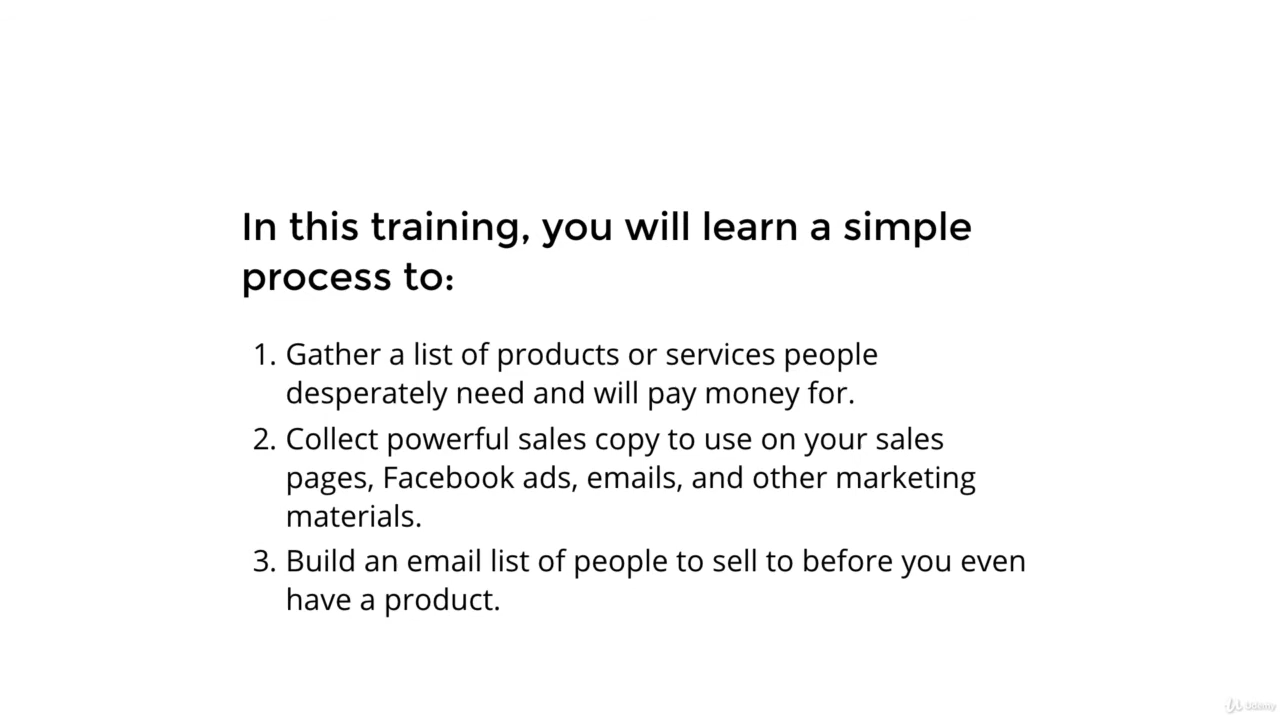 In this training, you will learn a simple
process to:
1. Gather a list of products or services people
desperately need and will pay money for.
2. Collect powerful sales copy to use on your sales
pages, Facebook ads, emails, and other marketing
materials.
3. Build an email list of people to sell to before you even
have a product.
Udemy